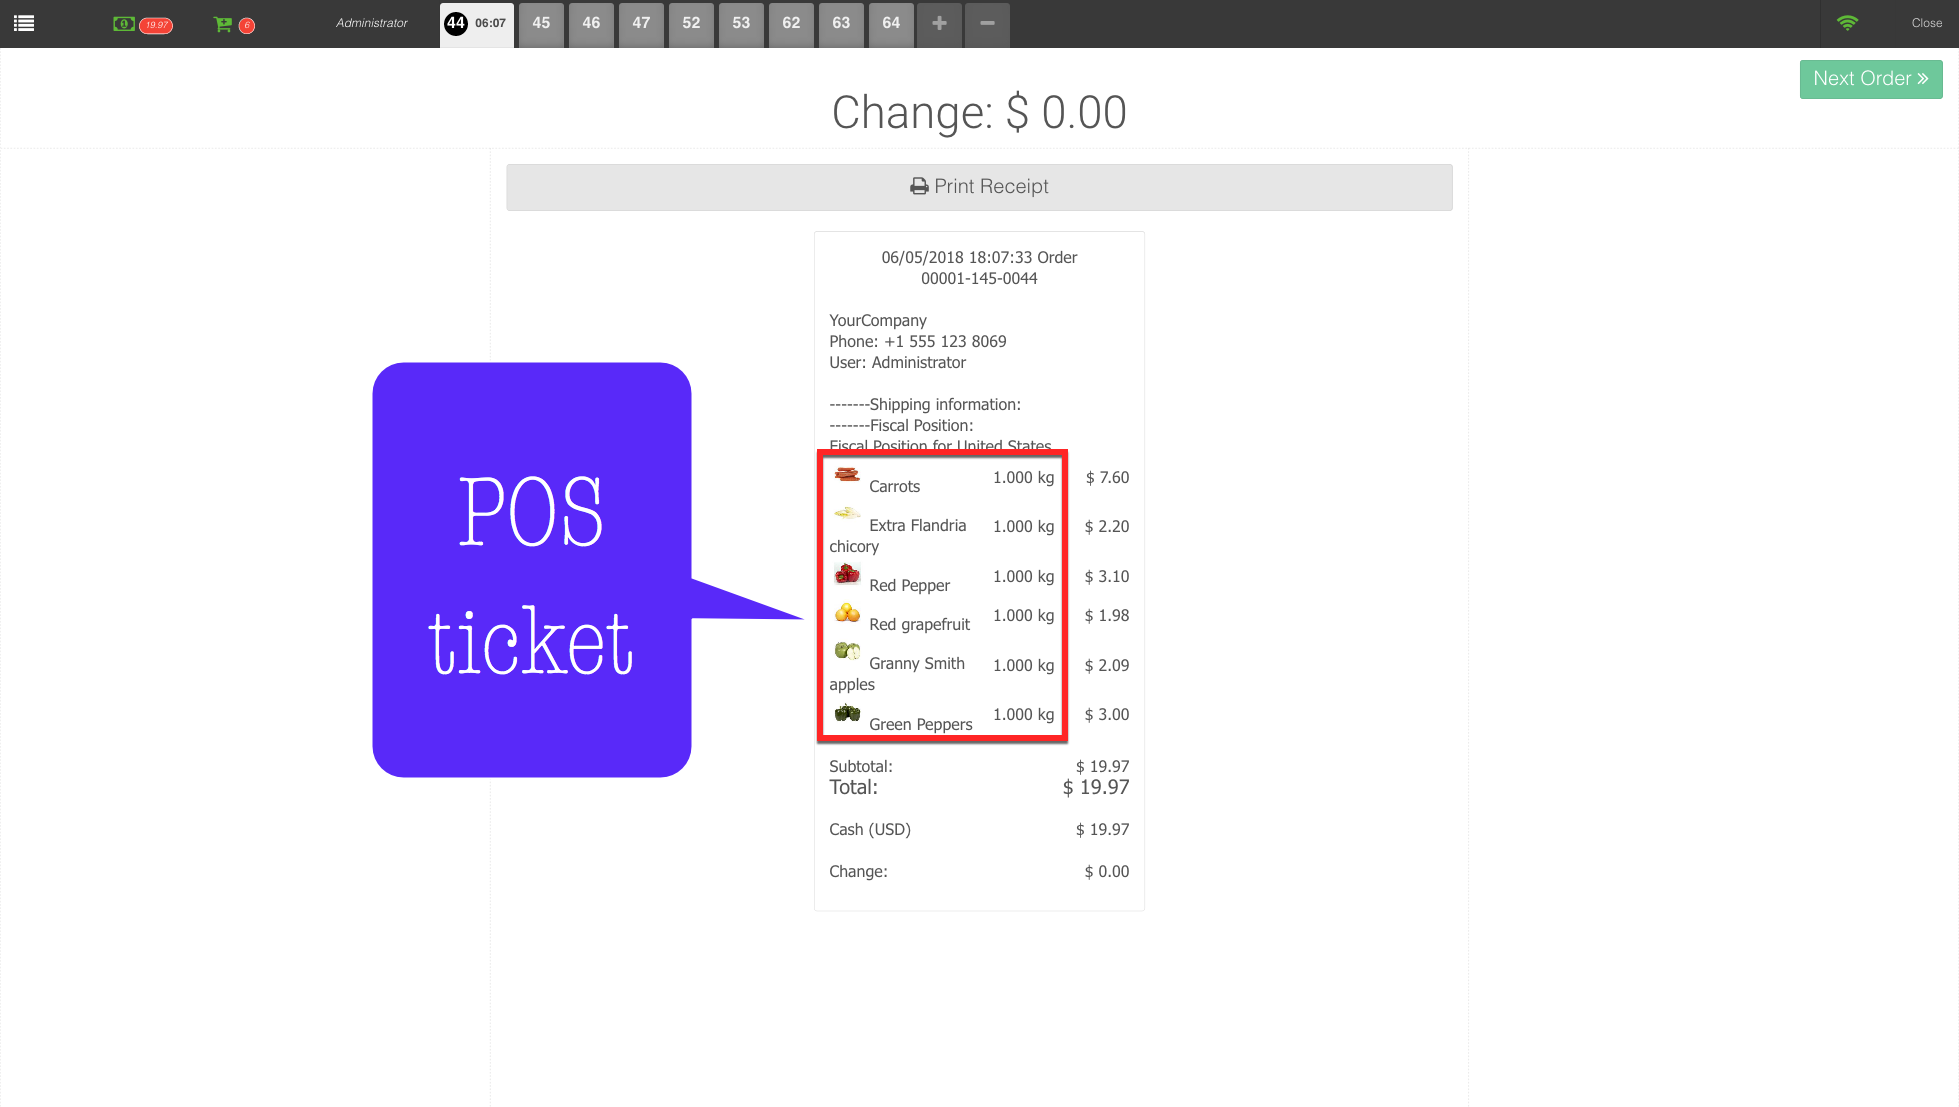 19.97
6
Administrator
44 06:07
45
46
47
52
53
62
63
64
Close
Next Order
Change: $ 0.00
Print Receipt
06/05/2018 18:07:33 Order
00001-145-0044
YourCompany
Phone: +1 555 123 8069
User: Administrator
-------Shipping information:
-------Fiscal Position:
Fiscal Position for United States
Carrots 1.000 kg $ 7.60
Extra Flandria 1.000 kg $ 2.20
chicory
Red Pepper 1.000 kg $ 3.10
Red grapefruit 1.000 kg $ 1.98
Granny Smith 1.000 kg $ 2.09
apples
Green Peppers 1.000 kg $ 3.00
Subtotal: $ 19.97
Total: $ 19.97
Cash (USD) $ 19.97
Change: $ 0.00
POS
ticket